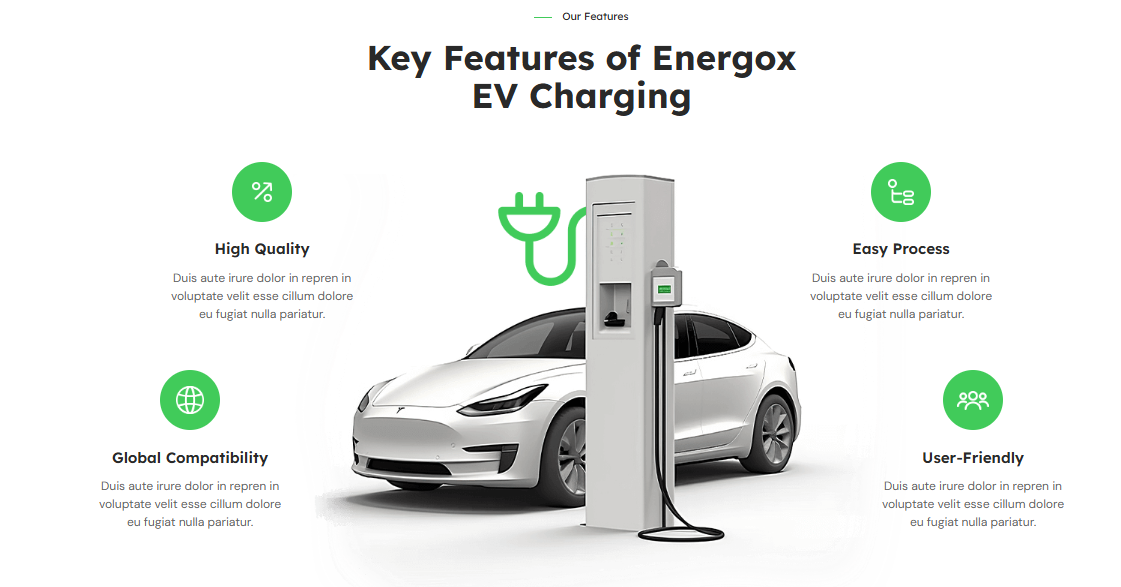 Our Features
Key Features of Energox
EV Charging
High Quality
Duis aute irure dolor in repren in
voluptate velit esse cillum dolore
eu fugiat nulla pariatur.
Easy Process
Duis aute irure dolor in repren in
voluptate velit esse cillum dolore
eu fugiat nulla pariatur.
Global Compatibility
Duis aute irure dolor in repren in
voluptate velit esse cillum dolore
eu fugiat nulla pariatur.
User-Friendly
Duis aute irure dolor in repren in
voluptate velit esse cillum dolore
eu fugiat nulla pariatur.